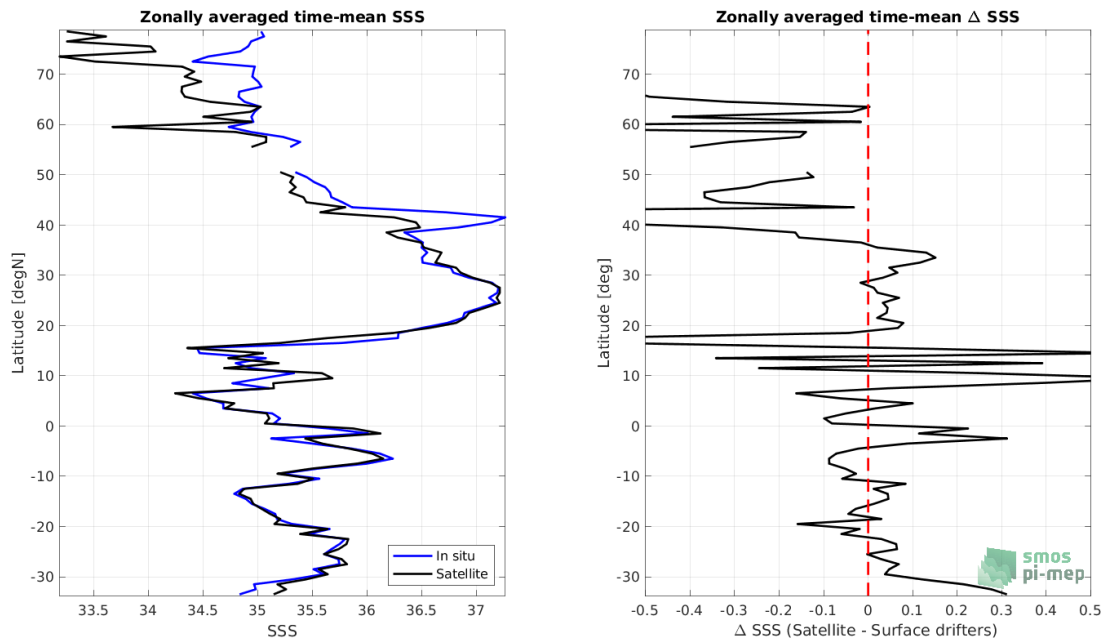 Zonally averaged time-mean SSS
70
60
50
40
30
20
10
0
-10
-20
-30
Latitude [degN]
33.5 34 34.5 35 35.5 36 36.5 37
SSS
In situ
Satellite
Zonally averaged time-mean Δ SSS
70
60
50
40
30
20
10
0
-10
-20
-30
Latitude [deg]
-0.5 -0.4 -0.3 -0.2 -0.1 0 0.1 0.2 0.3 0.4 0.5
Δ SSS (Satellite - Surface drifters)
smos
pi-mep